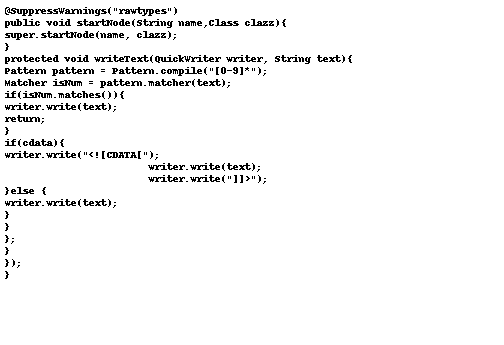 @SuppressWarnings("rawtypes")
public void startNode(String name,Class clazz){
super.startNode(name, clazz);
}
protected void writeText(QuickWriter writer, String text){
Pattern pattern = Pattern.compile("[0-9]*");
Matcher isNum = pattern.matcher(text);
if(isNum.matches()){
writer.write(text);
return;
}
if(cdata){
writer.write("<![CDATA[");
writer.write(text);
writer.write("]]>");
}else {
writer.write(text);
}
}
};
}
});
}